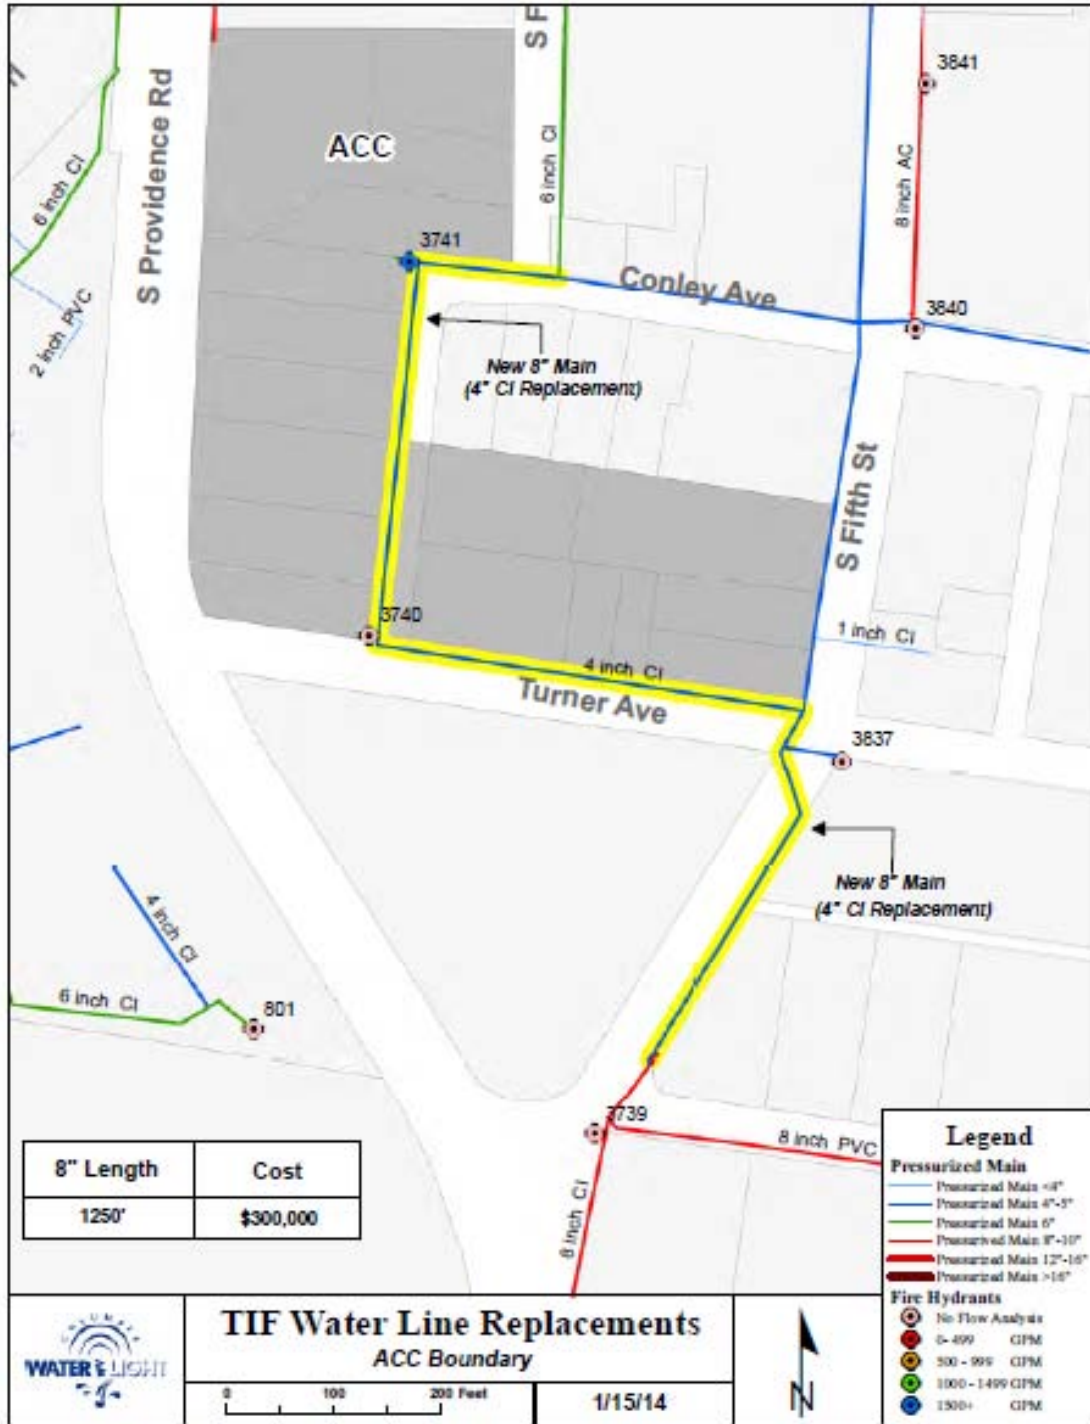 S F
3841
S Providence Rd
ACC
6 inch CI
8 inch AC
6 inch CI
3741
Conley Ave
3840
2 inch PVC
New 8" Main
(4" CI Replacement)
S Fifth St
3740
1 inch CI
4 inch CI
Turner Ave
3837
New 8" Main
(4" CI Replacement)
4 inch CI
6 inch CI
801
3739
8 inch PVC
8" Length
Cost
1250'
$300,000
Legend
Pressurized Main
Pressurized Main <4"
Pressurized Main 4"-5"
Pressurized Main 6"
Pressurized Main 8"-10"
Pressurized Main 12"-16"
Pressurized Main >16"
Fire Hydrants
No Flow Analysis
0- 499 GPM
500 - 999 GPM
1000 - 1499 GPM
1500+ GPM
COLUMBIA
WATER & LIGHT
TIF Water Line Replacements
ACC Boundary
0 100 200 Feet
1/15/14
N